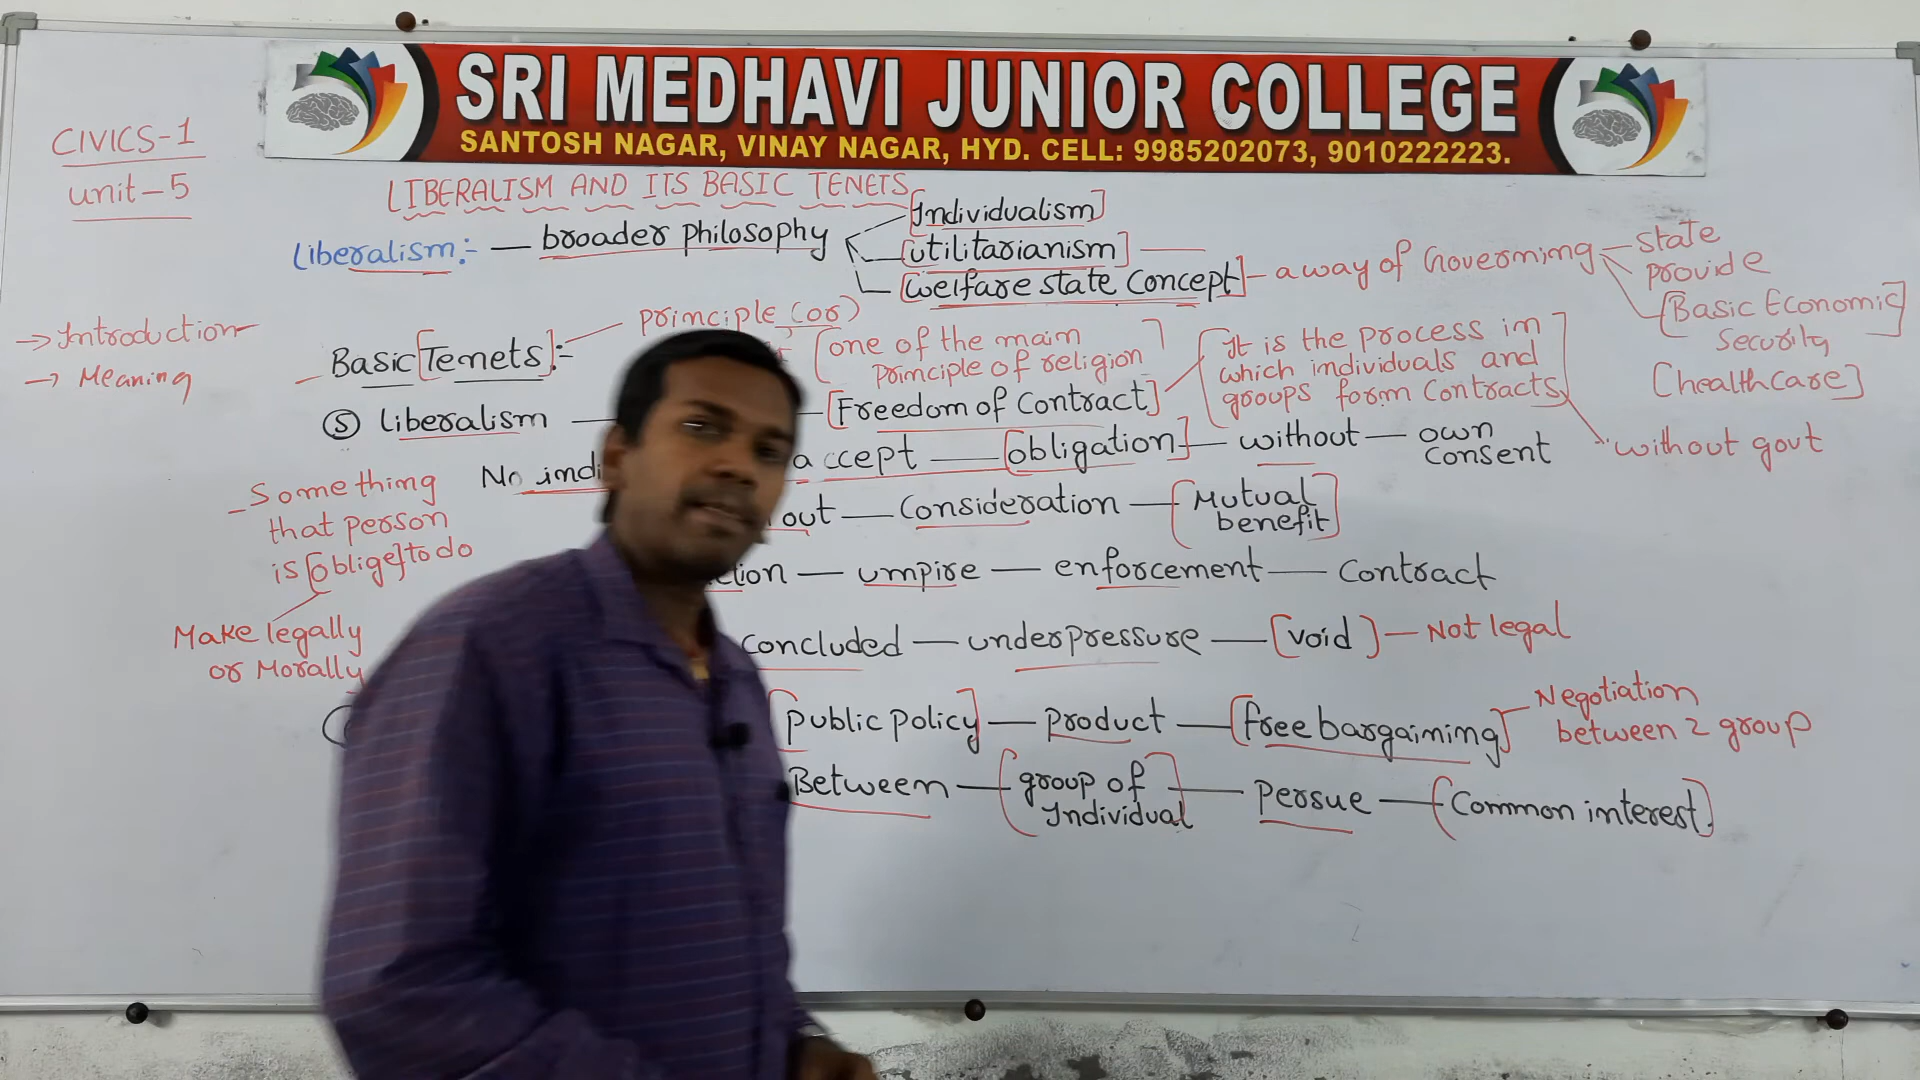 SRI MEDHAVI JUNIOR COLLEGE
SANTOSH NAGAR, VINAY NAGAR, HYD. CELL: 9985202073, 9010222223.
CIVICS-1
unit-5
LIBERALISM AND ITS BASIC TENETS
Liberalism:- — broader philosophy
[Individualism]
[utilitarianism] —
[welfare state concept] — a way of Governing — state
provide
[Basic Economic
Security
[healthcare]
→ Introduction
→ Meaning
Basic [Tenets]:- principle (or)
[one of the main
principle of religion]
[It is the process in
which individuals and
groups form contracts]
without govt
⑤ liberalism — [Freedom of contract]
No indi accept — [obligation] — without — own
consent
Something
that person
is [oblige] to do
Make legally
or Morally
out — consideration — [Mutual
benefit]
ction — umpire — enforcement — contract
concluded — underpressure — [void] — Not legal
[public policy] — product — [free bargaining] — Negotiation
between 2 group
Between — [group of
Individual] — persue — [common interest]